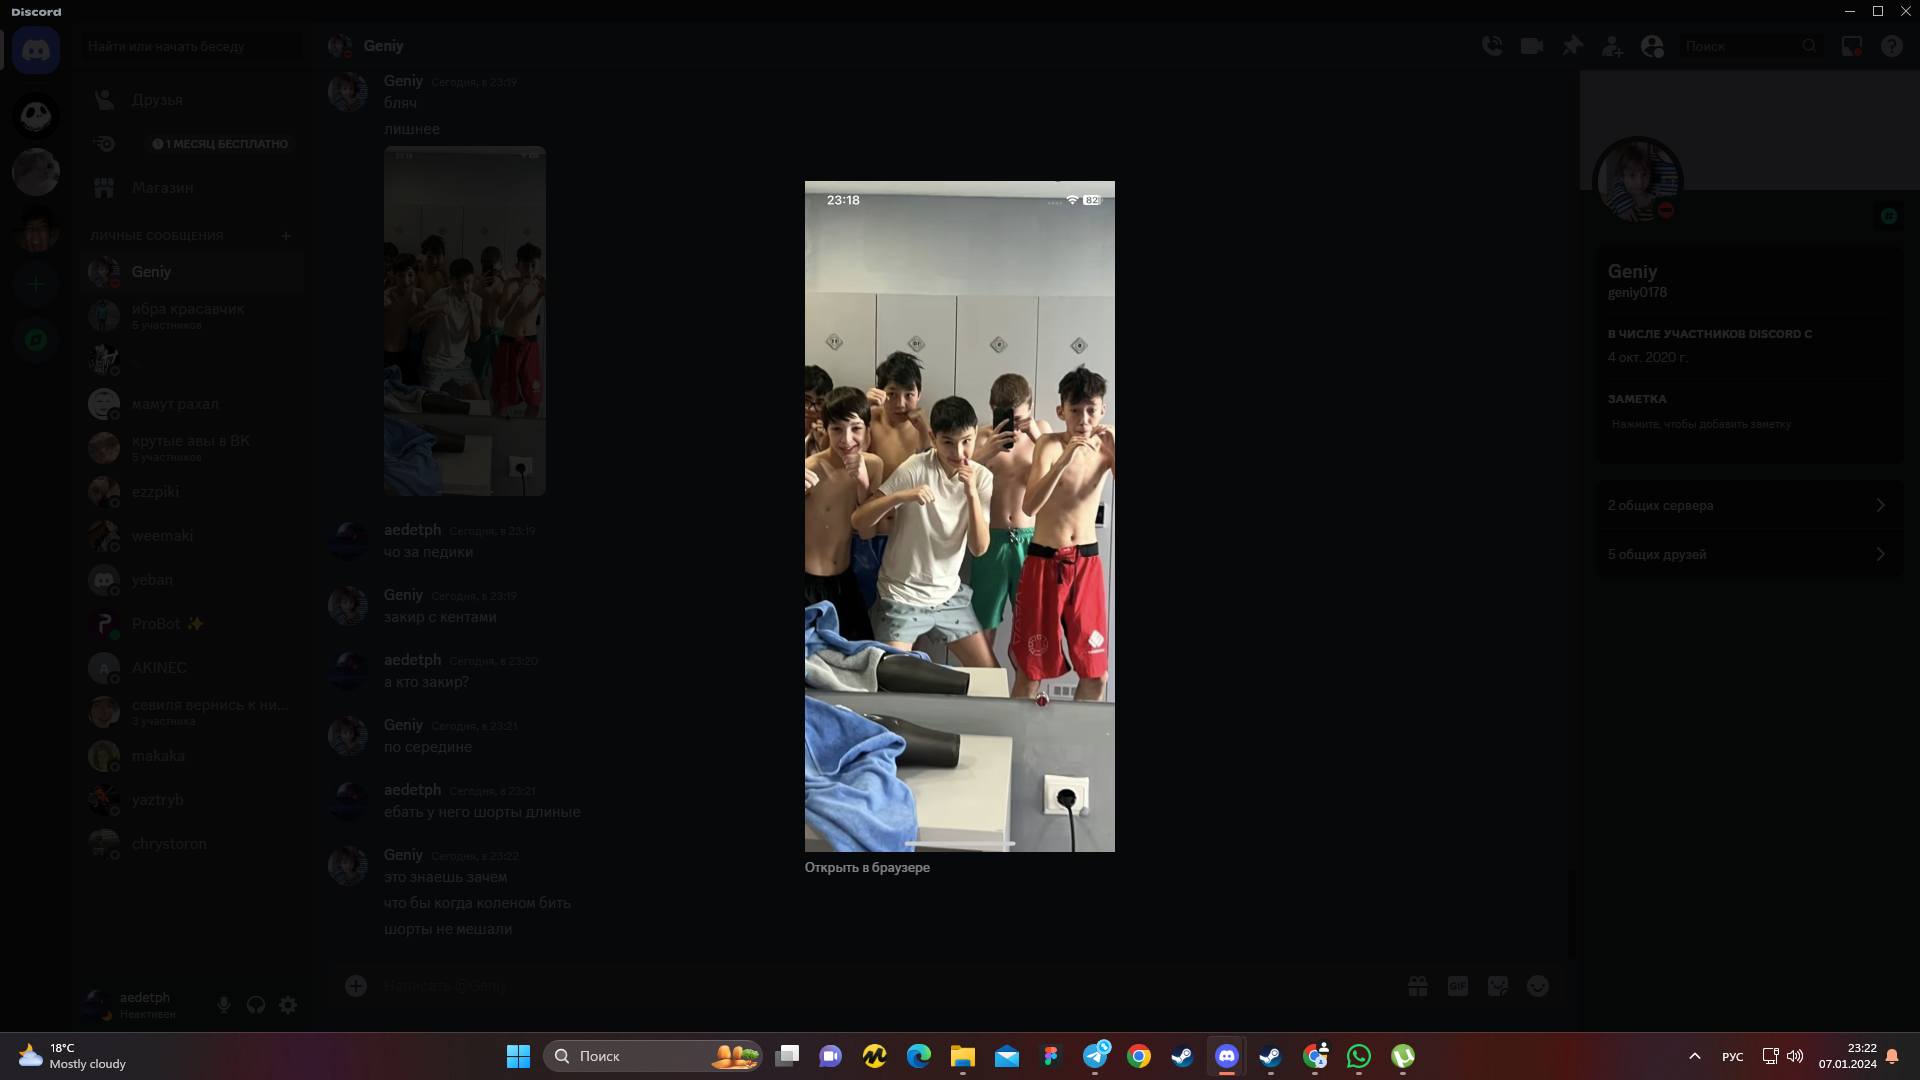 Discord
Найти или начать беседу
Друзья
1 МЕСЯЦ БЕСПЛАТНО
Магазин
ЛИЧНЫЕ СООБЩЕНИЯ
Geniy
ибра красавчик
5 участников
мамут рахал
крутые авы в ВК
5 участников
ezzpiki
weemaki
yeban
ProBot ✨
AKINEC
севиля вернись к ни...
3 участника
makaka
yaztryb
chrystoron
aedetph
Неактивен
Geniy
Поиск
Geniy Сегодня, в 23:19
бляч
лишнее
aedetph Сегодня, в 23:19
чо за педики
Geniy Сегодня, в 23:19
закир с кентами
aedetph Сегодня, в 23:20
а кто закир?
Geniy Сегодня, в 23:21
по середине
aedetph Сегодня, в 23:21
ебать у него шорты длиные
Geniy Сегодня, в 23:22
это знаешь зачем
что бы когда коленом бить
шорты не мешали
Написать @Geniy
GIF
23:18
82
Открыть в браузере
Geniy
geniy0178
В ЧИСЛЕ УЧАСТНИКОВ DISCORD С
4 окт. 2020 г.
ЗАМЕТКА
Нажмите, чтобы добавить заметку
2 общих сервера
5 общих друзей
18°C
Mostly cloudy
Поиск
РУС
23:22
07.01.2024